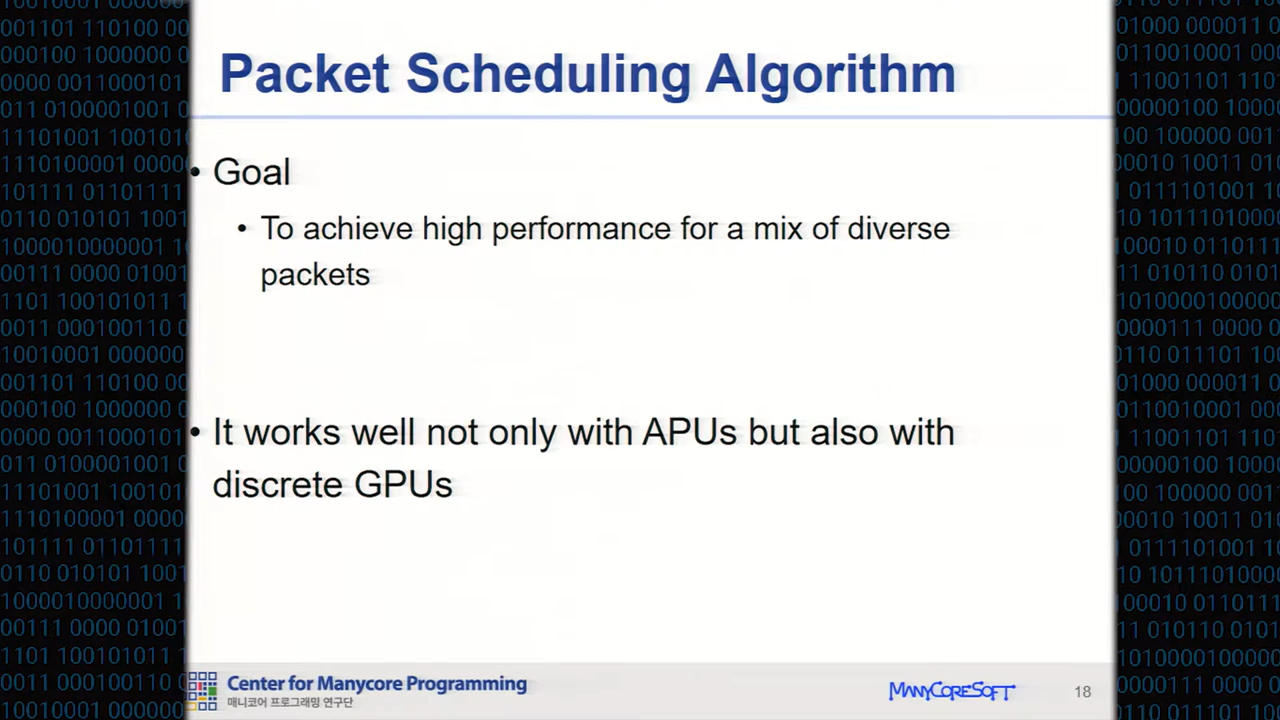 Packet Scheduling Algorithm
• Goal
• To achieve high performance for a mix of diverse
packets
• It works well not only with APUs but also with
discrete GPUs
Center for Manycore Programming
매니코어 프로그래밍 연구단
MANYCORESOFT
18